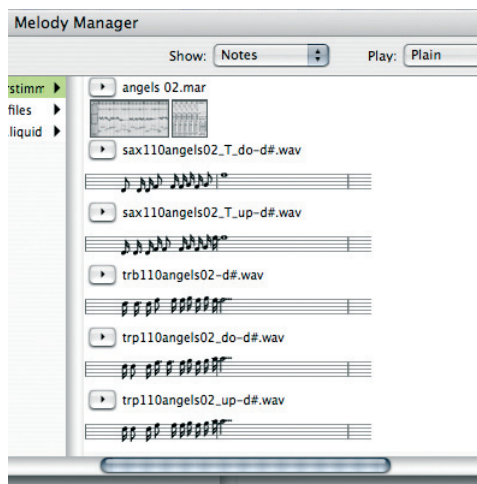 Melody Manager
Show: Notes Play: Plain
rstimm
angels 02.mar
files
.liquid
sax110angels02_T_do-d#.wav
sax110angels02_T_up-d#.wav
trb110angels02-d#.wav
trp110angels02_do-d#.wav
trp110angels02_up-d#.wav